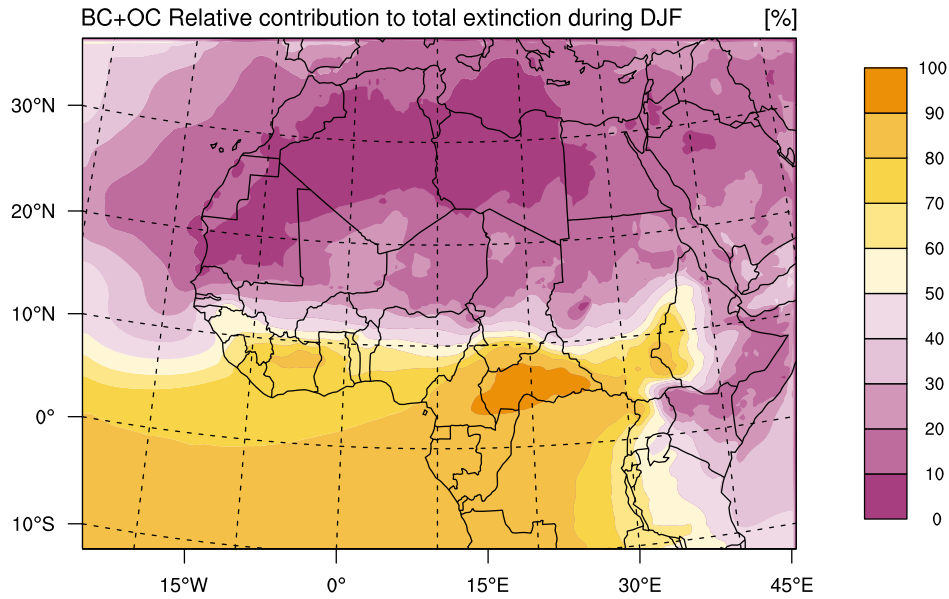 BC+OC Relative contribution to total extinction during DJF [%]
100
90
80
70
60
50
40
30
20
10
0
30°N
20°N
10°N
0°
10°S
15°W 0° 15°E 30°E 45°E